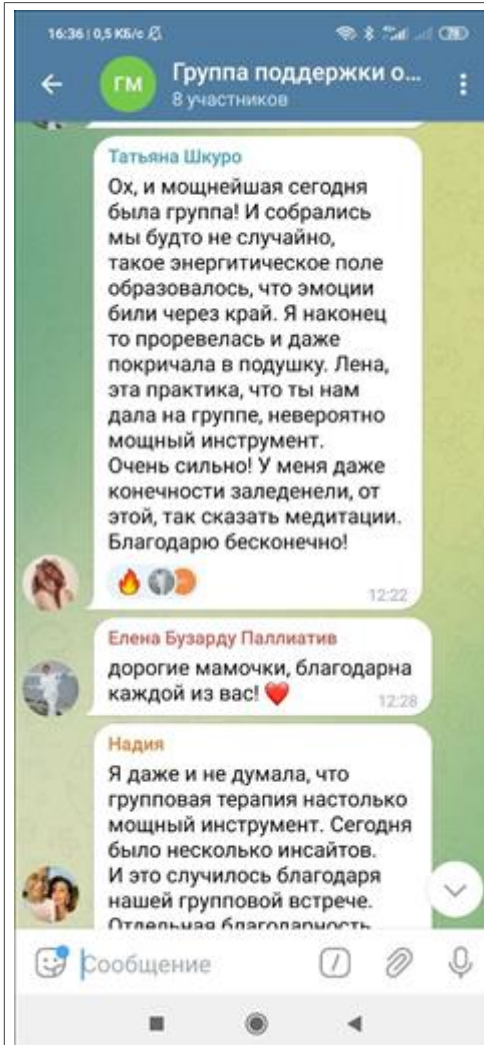 16:36 | 0,5 КБ/с
ГМ
Группа поддержки о...
8 участников
Татьяна Шкуро
Ох, и мощнейшая сегодня
была группа! И собрались
мы будто не случайно,
такое энергитическое поле
образовалось, что эмоции
били через край. Я наконец
то проревелась и даже
покричала в подушку. Лена,
эта практика, что ты нам
дала на группе, невероятно
мощный инструмент.
Очень сильно! У меня даже
конечности заледенели, от
этой, так сказать медитации.
Благодарю бесконечно!
12:22
Елена Бузарду Паллиатив
дорогие мамочки, благодарна
каждой из вас! ❤️
12:28
Надия
Я даже и не думала, что
групповая терапия настолько
мощный инструмент. Сегодня
было несколько инсайтов.
И это случилось благодаря
нашей групповой встрече.
Отдельная благодарность
Сообщение